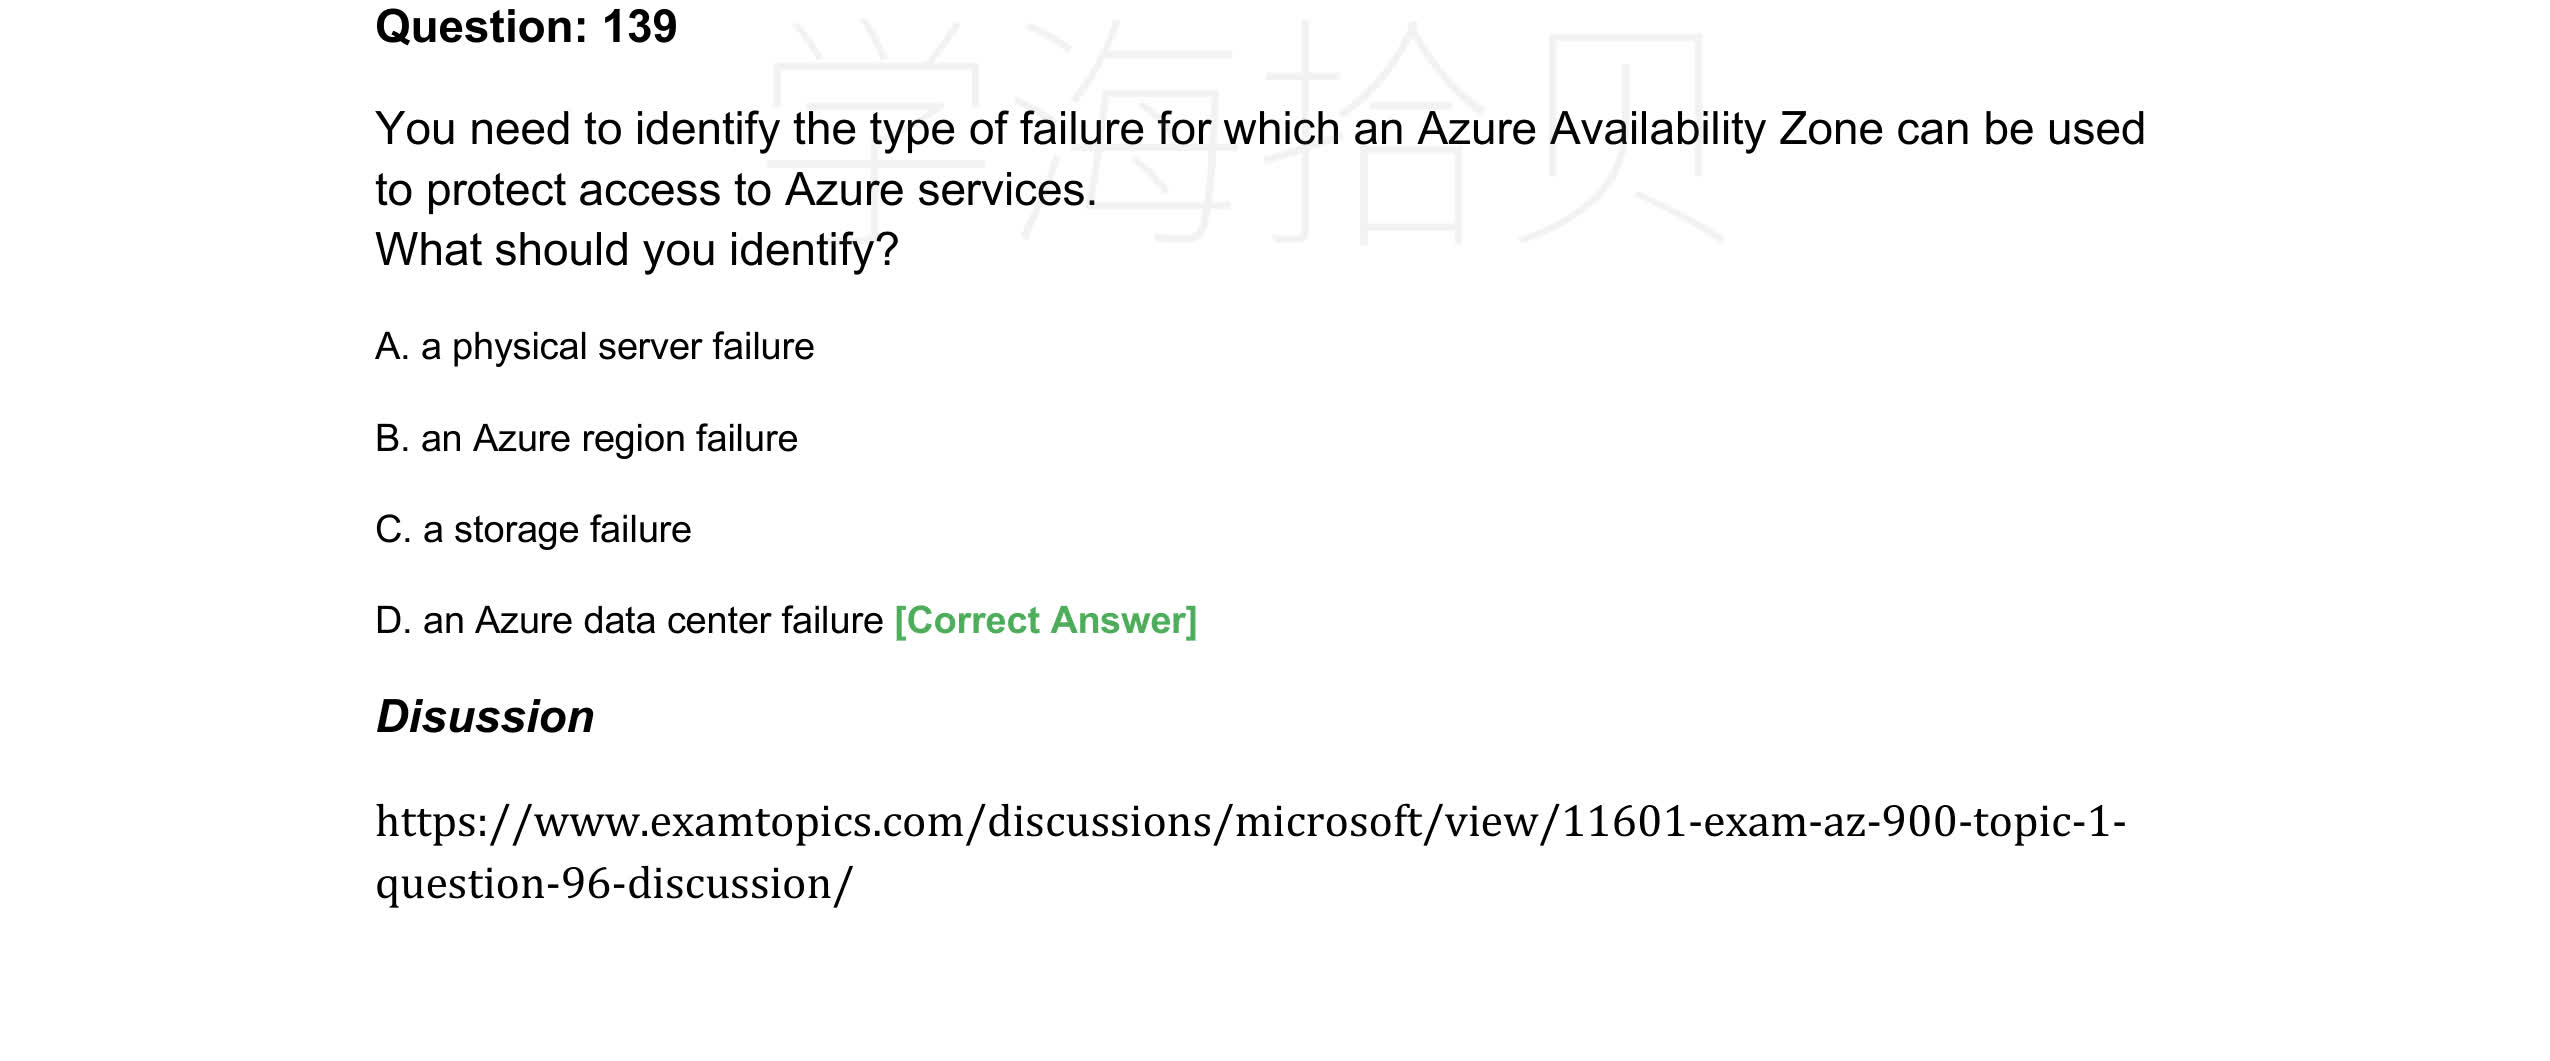 Question: 139
学海拾贝
You need to identify the type of failure for which an Azure Availability Zone can be used
to protect access to Azure services.
What should you identify?
A. a physical server failure
B. an Azure region failure
C. a storage failure
D. an Azure data center failure [Correct Answer]
Disussion
https://www.examtopics.com/discussions/microsoft/view/11601-exam-az-900-topic-1-
question-96-discussion/